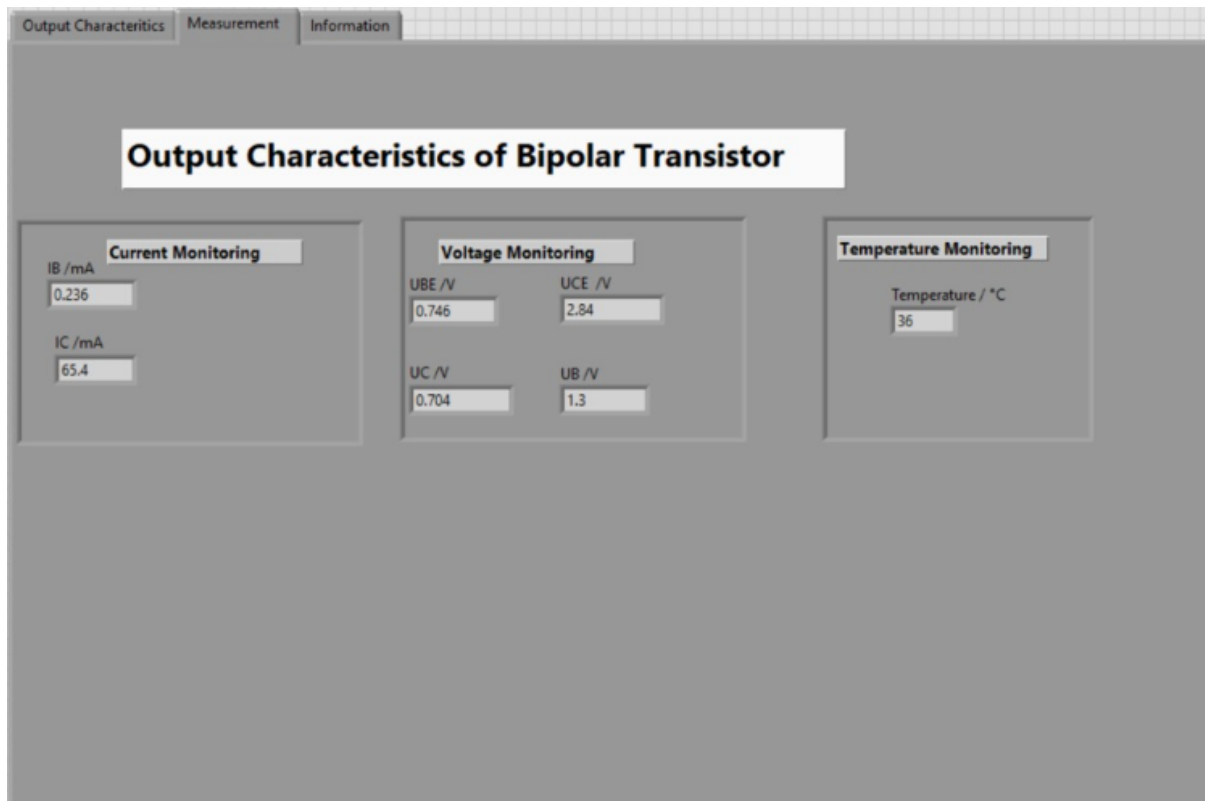 Output Characteritics
Measurement
Information
Output Characteristics of Bipolar Transistor
Current Monitoring
IB /mA
0.236
IC /mA
65.4
Voltage Monitoring
UBE /V
0.746
UCE /V
2.84
UC /V
0.704
UB /V
1.3
Temperature Monitoring
Temperature / °C
36